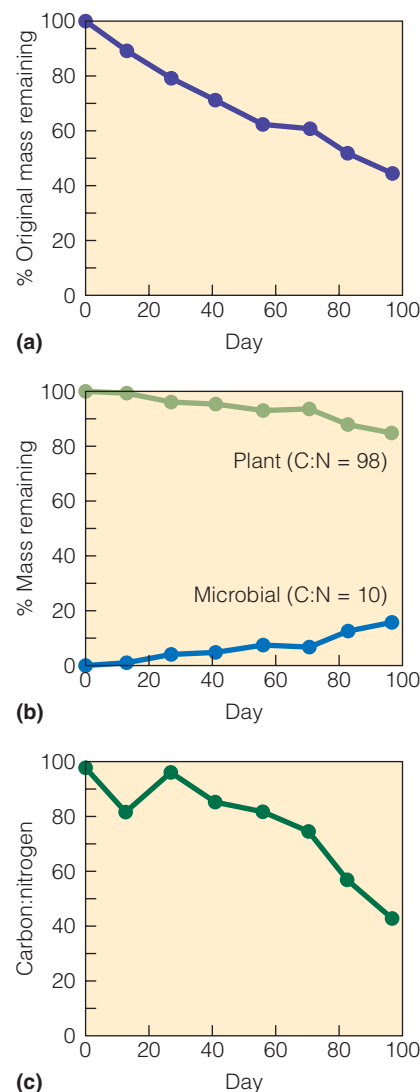 100
80
60
40
20
0
% Original mass remaining
0 20 40 60 80 100
Day
(a)
100
80
60
40
20
0
% Mass remaining
Plant (C:N = 98)
Microbial (C:N = 10)
0 20 40 60 80 100
Day
(b)
100
80
60
40
20
0
Carbon:nitrogen
0 20 40 60 80 100
Day
(c)